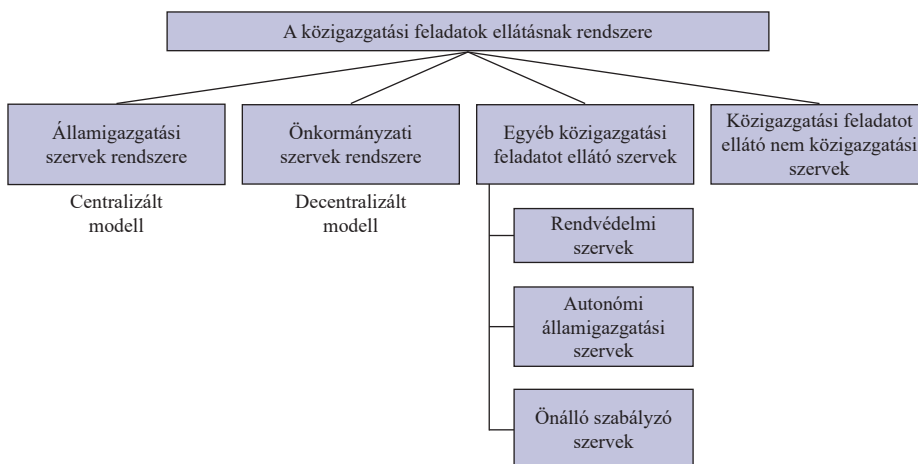 A közigazgatási feladatok ellátásnak rendszere
Államigazgatási
szervek rendszere
Önkormányzati
szervek rendszere
Egyéb közigazgatási
feladatot ellátó szervek
Közigazgatási feladatot
ellátó nem közigazgatási
szervek
Centralizált
modell
Decentralizált
modell
Rendvédelmi
szervek
Autonómi
államigazgatási
szervek
Önálló szabályzó
szervek